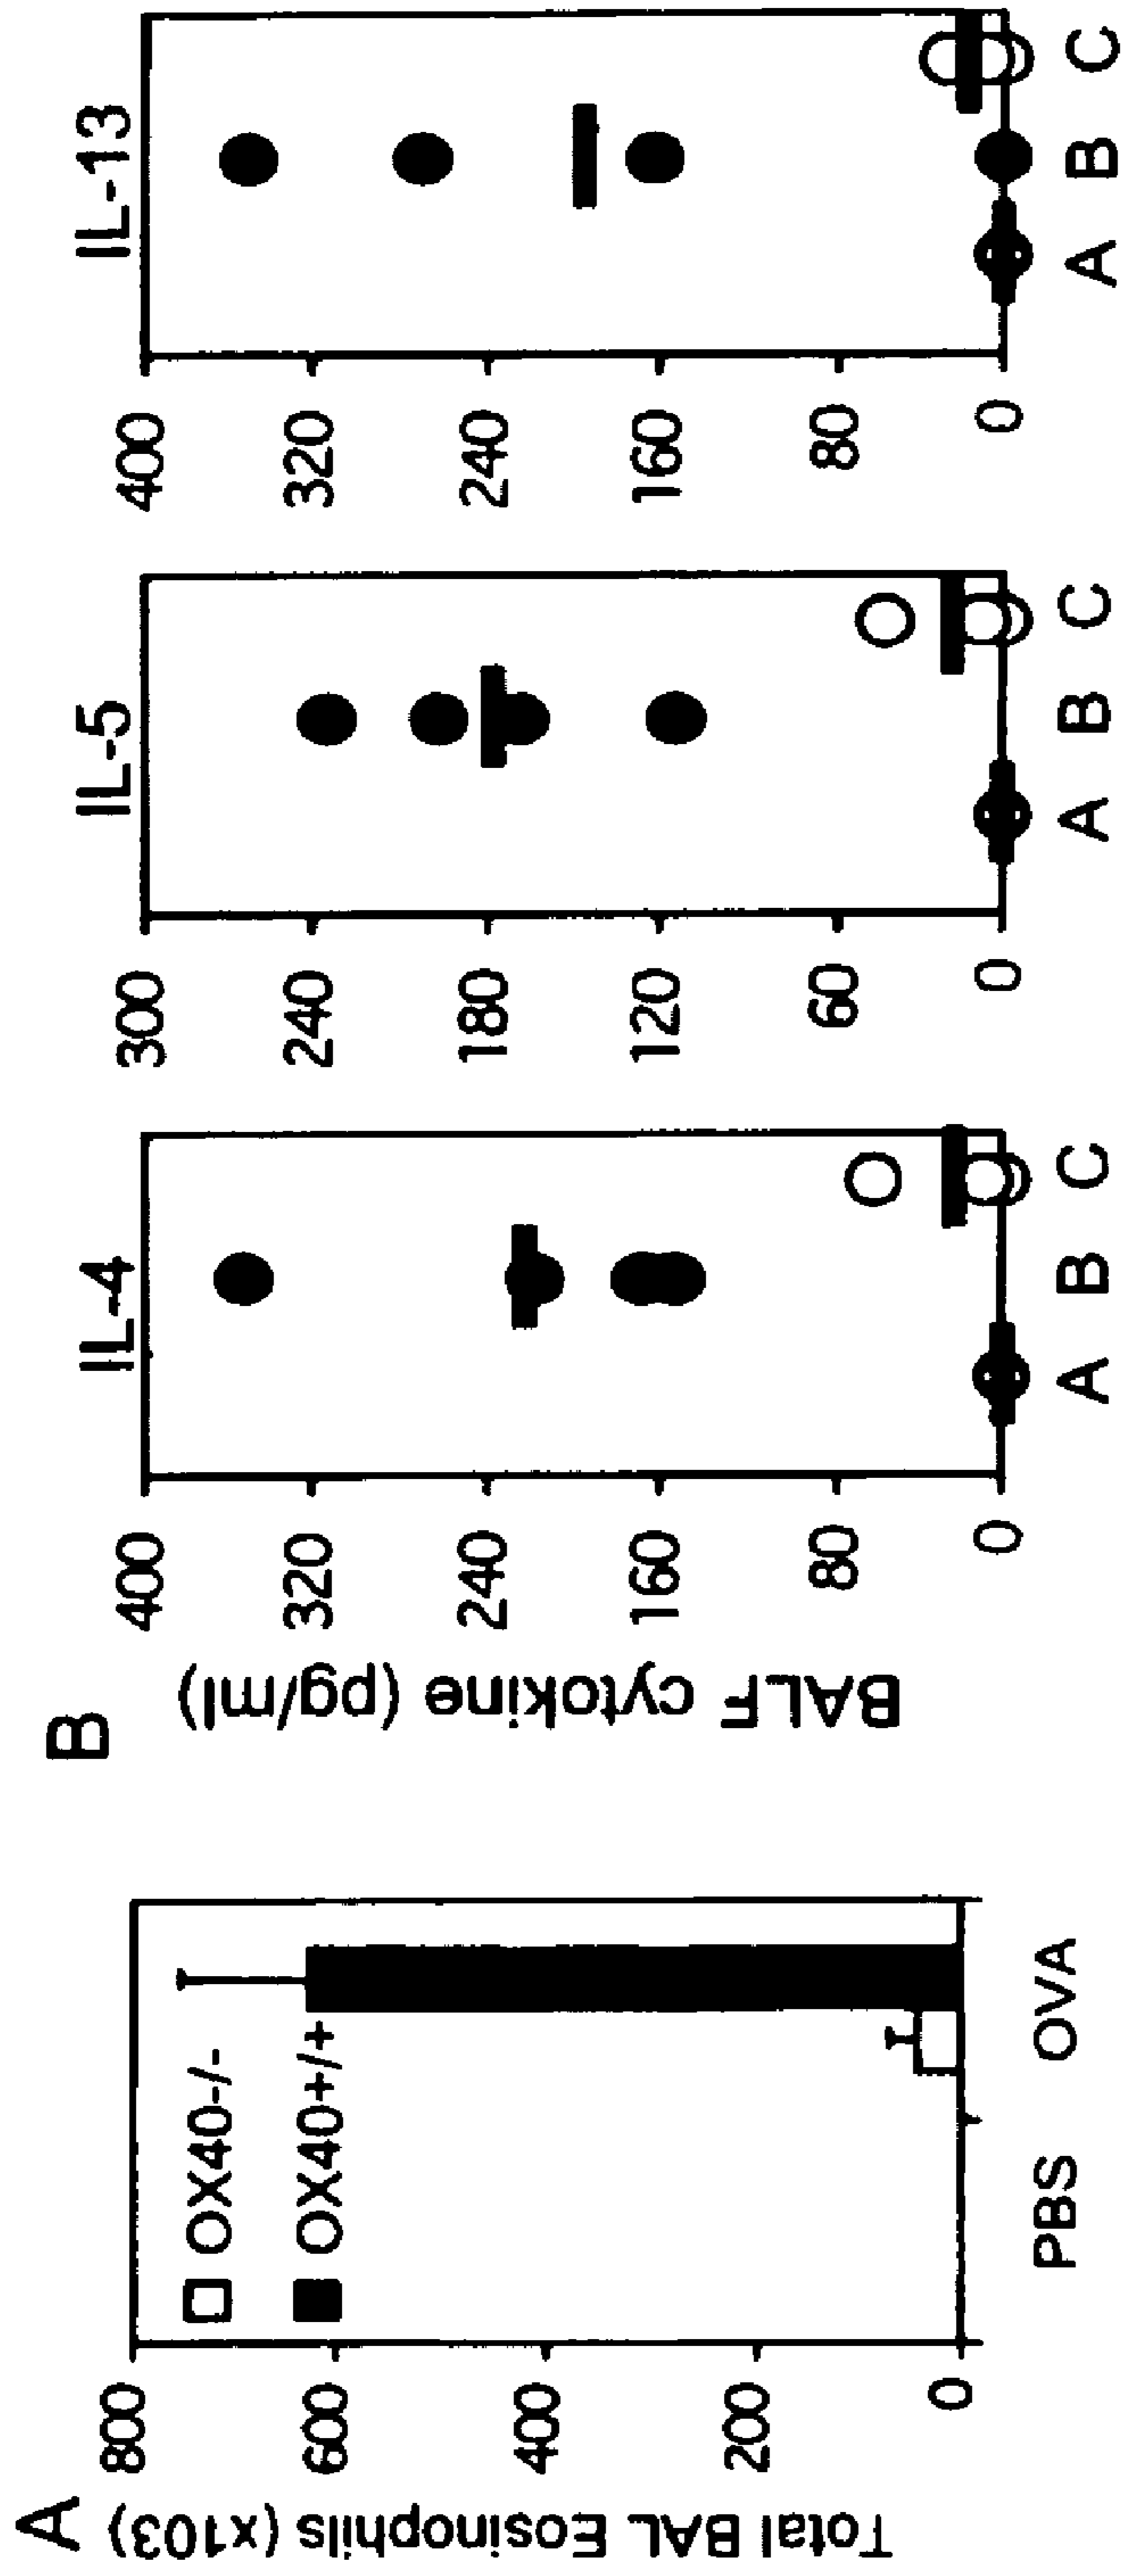 A
Total BAL Eosinophils (x103)
800
600
400
200
0
OX40-/-
OX40+/+
PBS OVA
B
BALF cytokine (pg/ml)
IL-4
400
320
240
160
80
0
A B C
IL-5
300
240
180
120
60
0
A B C
IL-13
400
320
240
160
80
0
A B C